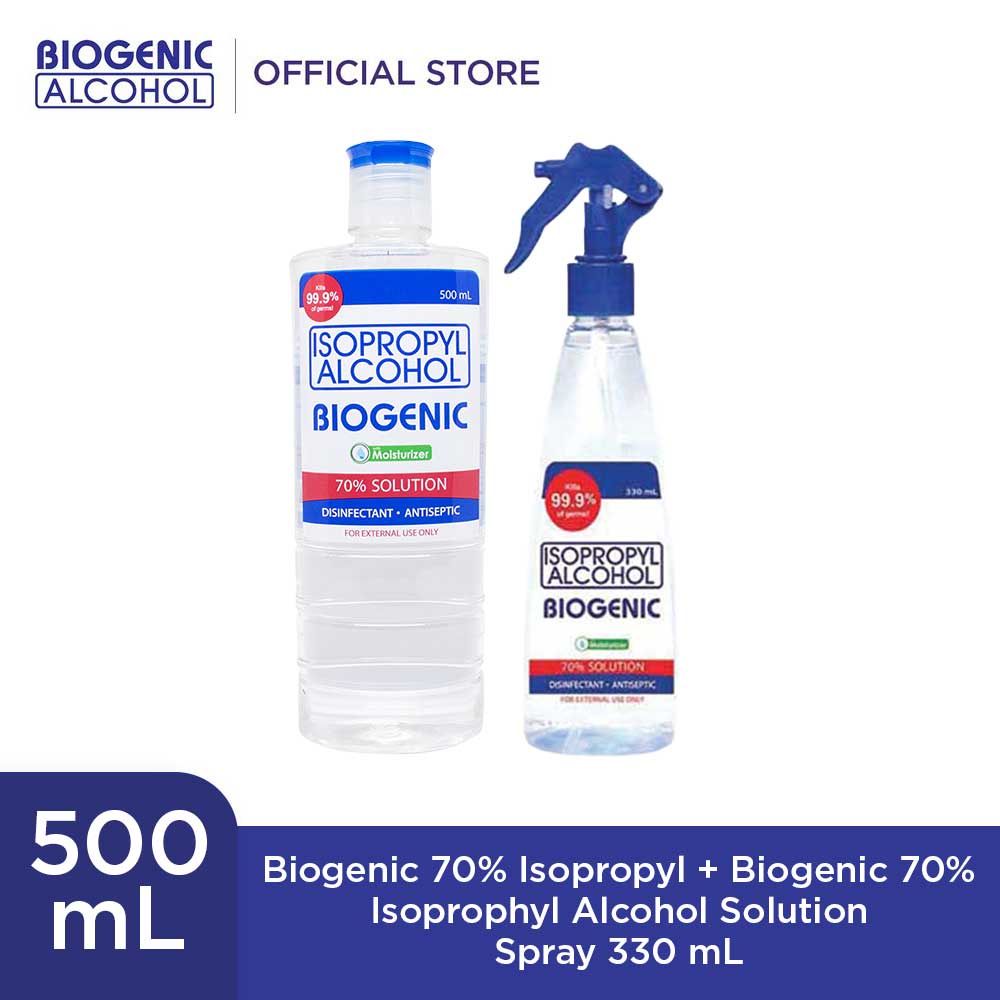 BIOGENIC
ALCOHOL
OFFICIAL STORE
Kills
99.9%
of germs!
500 mL
ISOPROPYL
ALCOHOL
BIOGENIC
with
Moisturizer
70% SOLUTION
DISINFECTANT • ANTISEPTIC
FOR EXTERNAL USE ONLY
Kills
99.9%
of germs!
330 mL
ISOPROPYL
ALCOHOL
BIOGENIC
Moisturizer
70% SOLUTION
DISINFECTANT • ANTISEPTIC
FOR EXTERNAL USE ONLY
500
mL
Biogenic 70% Isopropyl + Biogenic 70%
Isoprophyl Alcohol Solution
Spray 330 mL